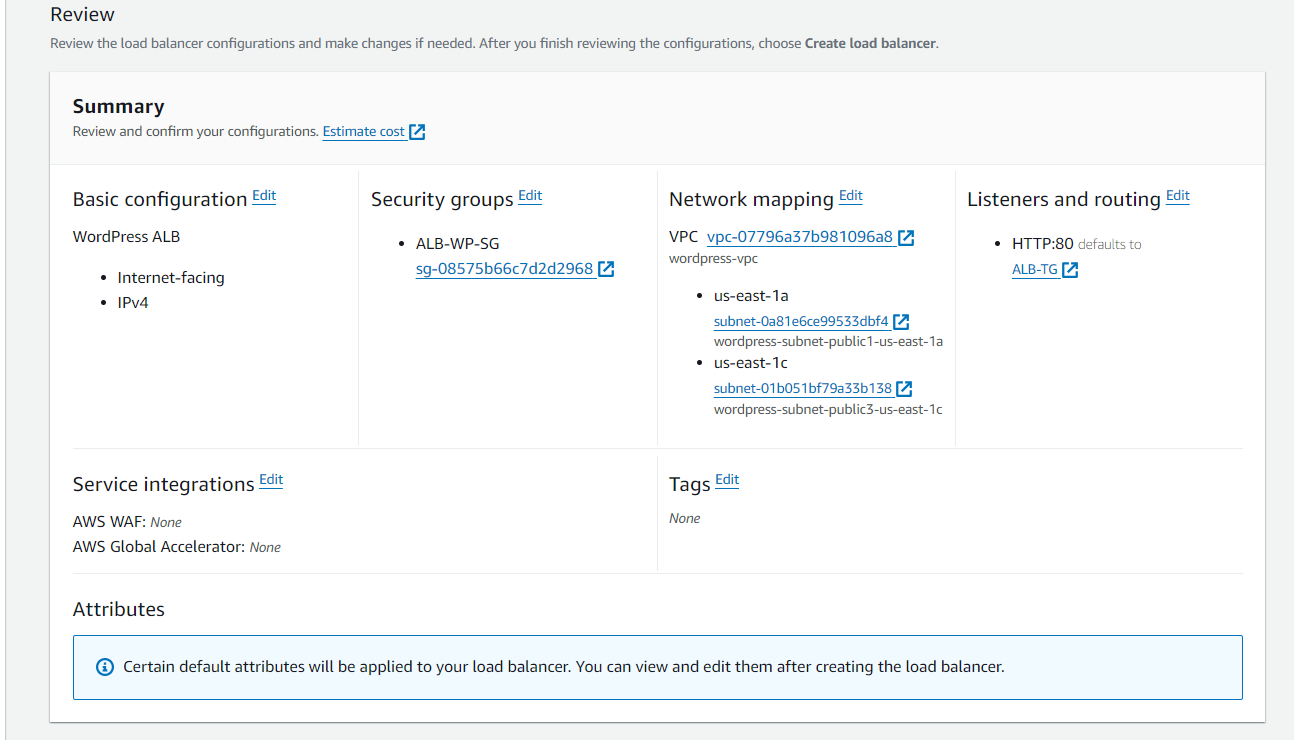 Review
Review the load balancer configurations and make changes if needed. After you finish reviewing the configurations, choose Create load balancer.
Summary
Review and confirm your configurations. Estimate cost
Basic configuration Edit
WordPress ALB
Internet-facing
IPv4
Security groups Edit
ALB-WP-SG
sg-08575b66c7d2d2968
Network mapping Edit
VPC vpc-07796a37b981096a8
wordpress-vpc
us-east-1a
subnet-0a81e6ce99533dbf4
wordpress-subnet-public1-us-east-1a
us-east-1c
subnet-01b051bf79a33b138
wordpress-subnet-public3-us-east-1c
Listeners and routing Edit
HTTP:80 defaults to
ALB-TG
Service integrations Edit
AWS WAF: None
AWS Global Accelerator: None
Tags Edit
None
Attributes
Certain default attributes will be applied to your load balancer. You can view and edit them after creating the load balancer.